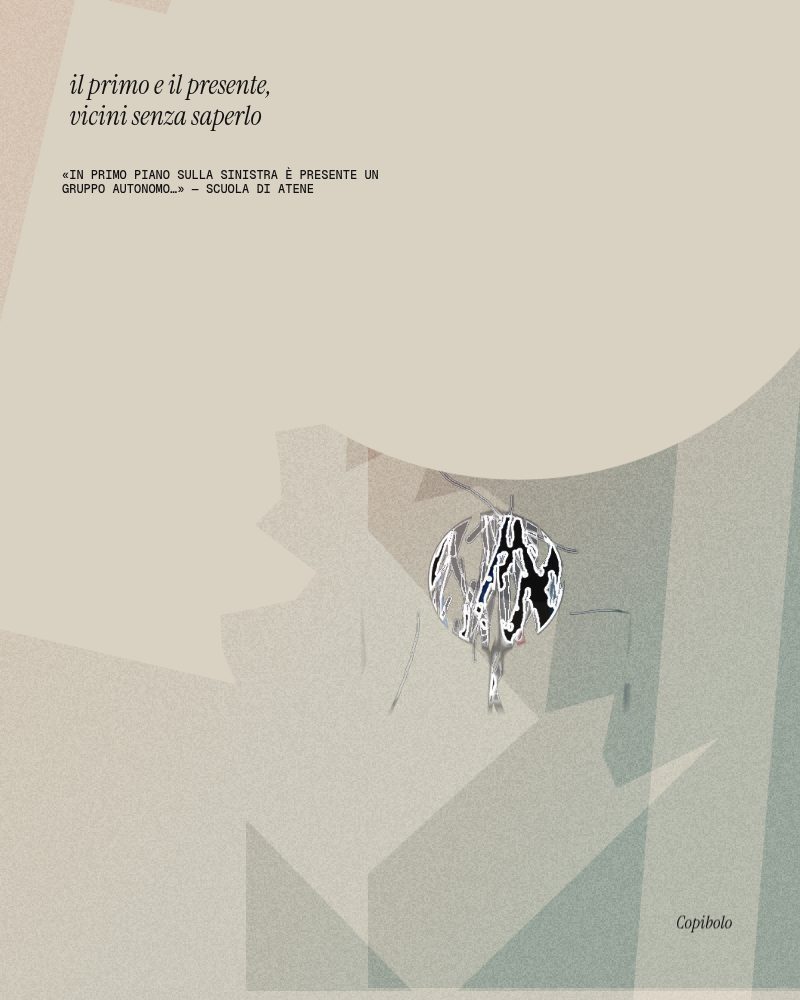 il primo e il presente,
vicini senza saperlo
«IN PRIMO PIANO SULLA SINISTRA È PRESENTE UN
GRUPPO AUTONOMO…» — SCUOLA DI ATENE
Copibolo